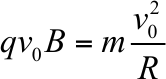 qv₀B = m v₀²/R